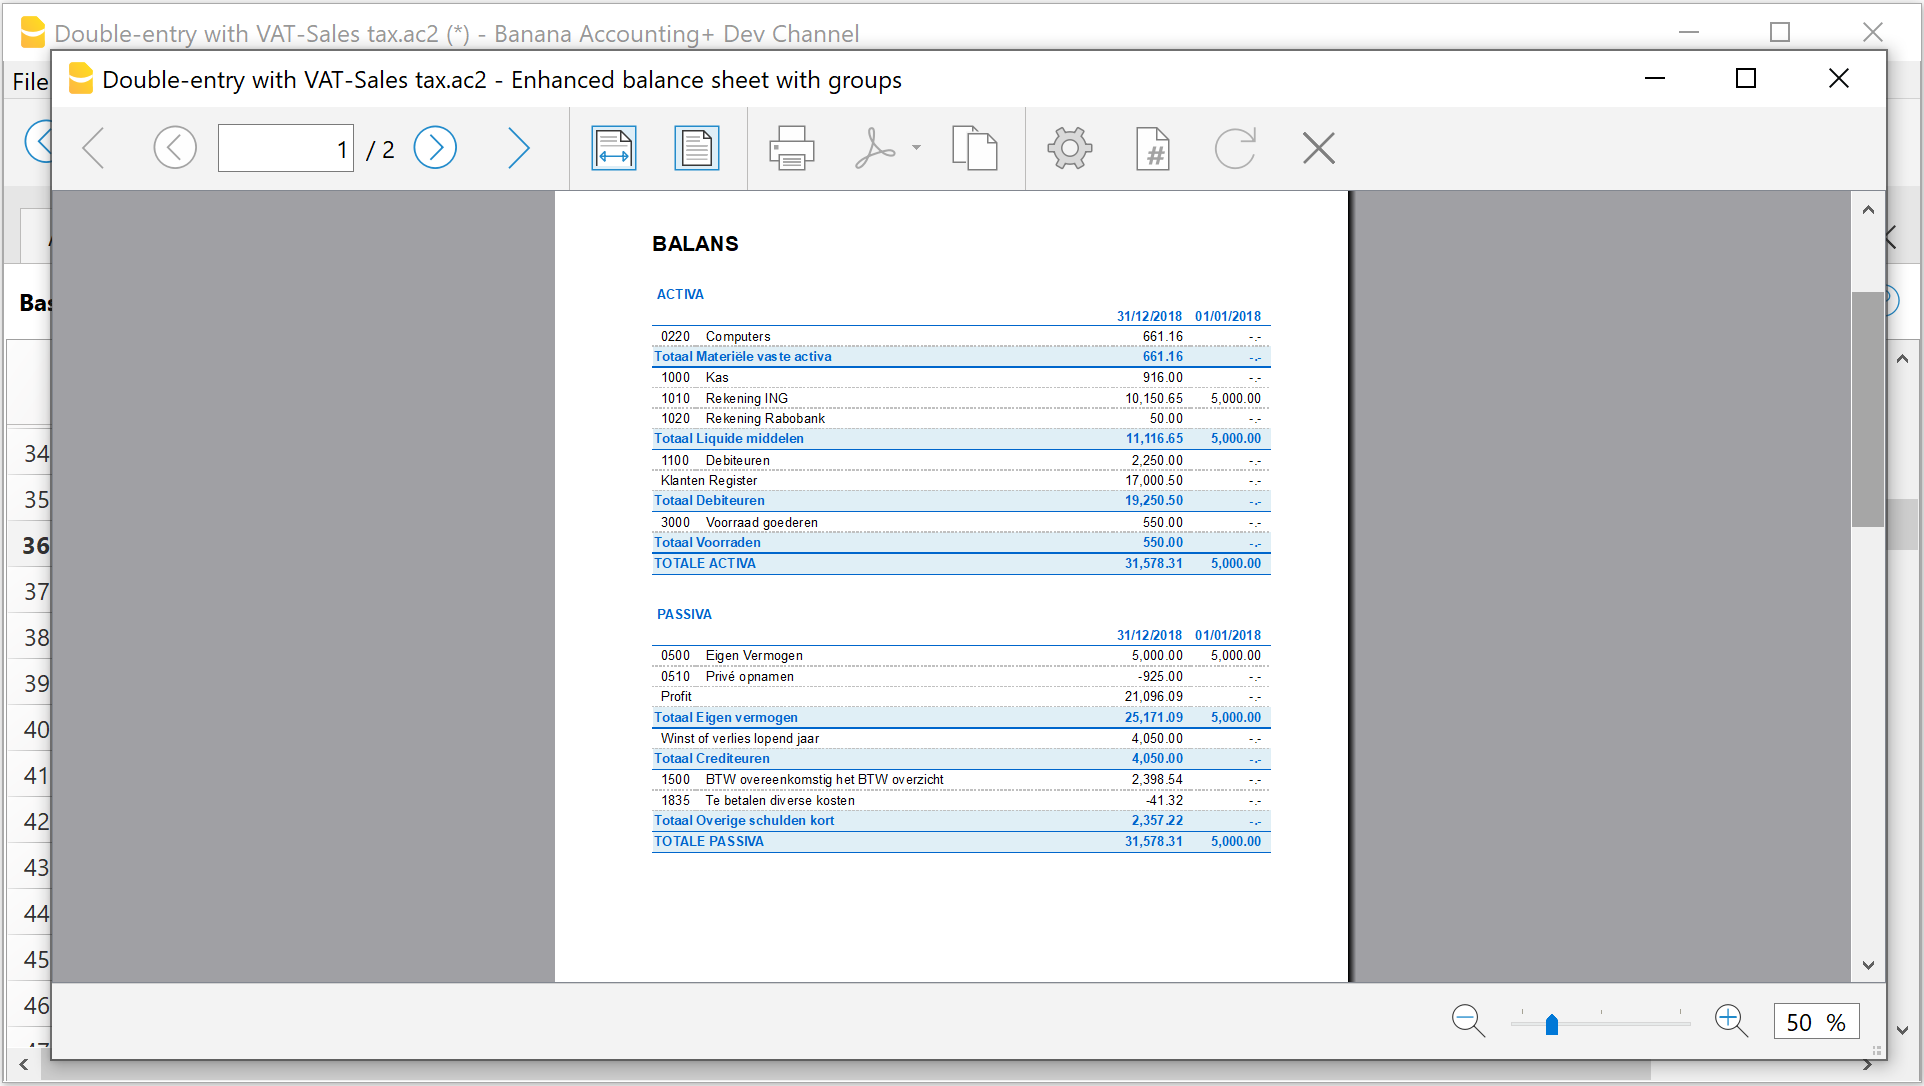 Double-entry with VAT-Sales tax.ac2 (*) - Banana Accounting+ Dev Channel
File
Double-entry with VAT-Sales tax.ac2 - Enhanced balance sheet with groups
1 / 2
#
BALANS
ACTIVA
31/12/2018 01/01/2018
0220 Computers 661.16 -.-
Totaal Materiële vaste activa 661.16 -.-
1000 Kas 916.00 -.-
1010 Rekening ING 10,150.65 5,000.00
1020 Rekening Rabobank 50.00 -.-
Totaal Liquide middelen 11,116.65 5,000.00
1100 Debiteuren 2,250.00 -.-
Klanten Register 17,000.50 -.-
Totaal Debiteuren 19,250.50 -.-
3000 Voorraad goederen 550.00 -.-
Totaal Voorraden 550.00 -.-
TOTALE ACTIVA 31,578.31 5,000.00
PASSIVA
31/12/2018 01/01/2018
0500 Eigen Vermogen 5,000.00 5,000.00
0510 Privé opnamen -925.00 -.-
Profit 21,096.09 -.-
Totaal Eigen vermogen 25,171.09 5,000.00
Winst of verlies lopend jaar 4,050.00 -.-
Totaal Crediteuren 4,050.00 -.-
1500 BTW overeenkomstig het BTW overzicht 2,398.54 -.-
1835 Te betalen diverse kosten -41.32 -.-
Totaal Overige schulden kort 2,357.22 -.-
TOTALE PASSIVA 31,578.31 5,000.00
Bas
34
35
36
37
38
39
40
41
42
43
44
45
46
50 %